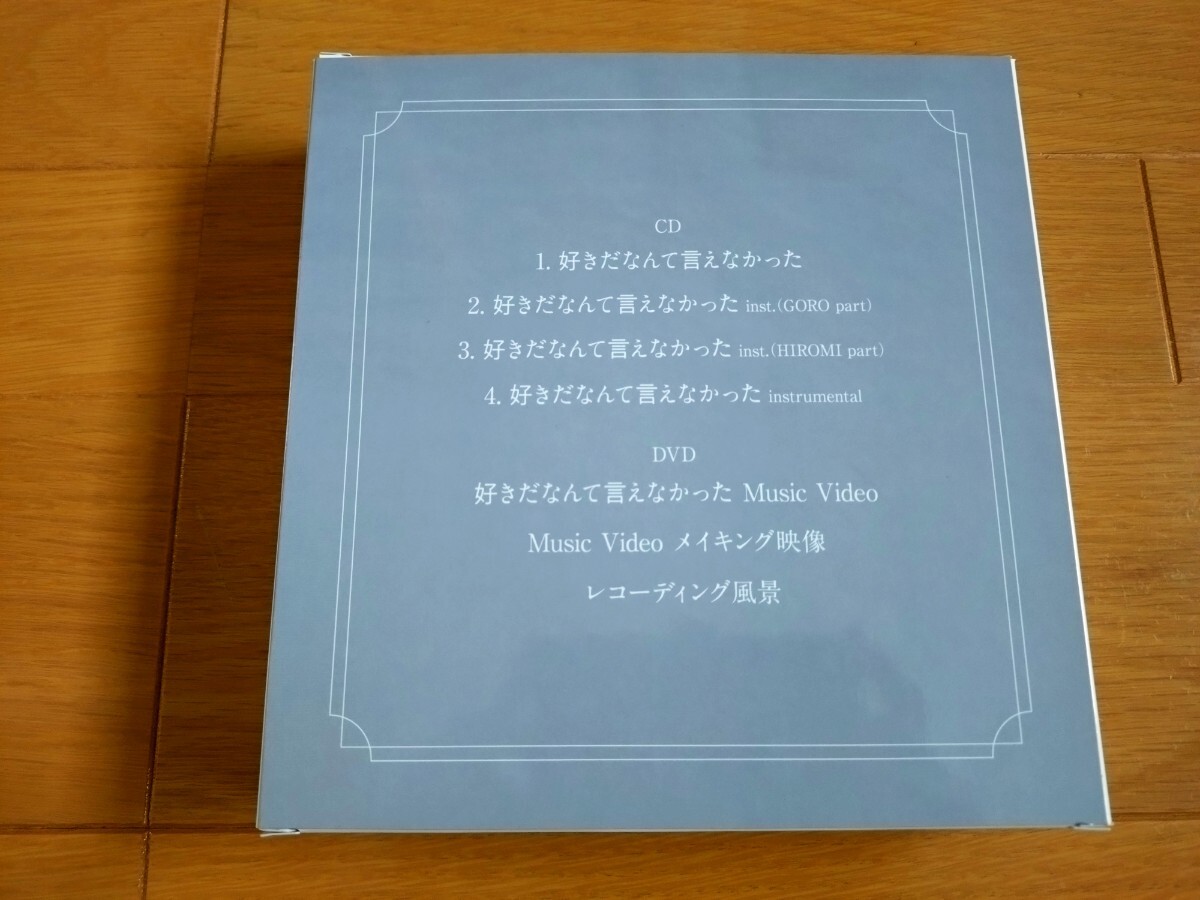 CD
1. 好きだなんて言えなかった
2. 好きだなんて言えなかった inst.(GORO part)
3. 好きだなんて言えなかった inst.(HIROMI part)
4. 好きだなんて言えなかった instrumental
DVD
好きだなんて言えなかった Music Video
Music Video メイキング映像
レコーディング風景